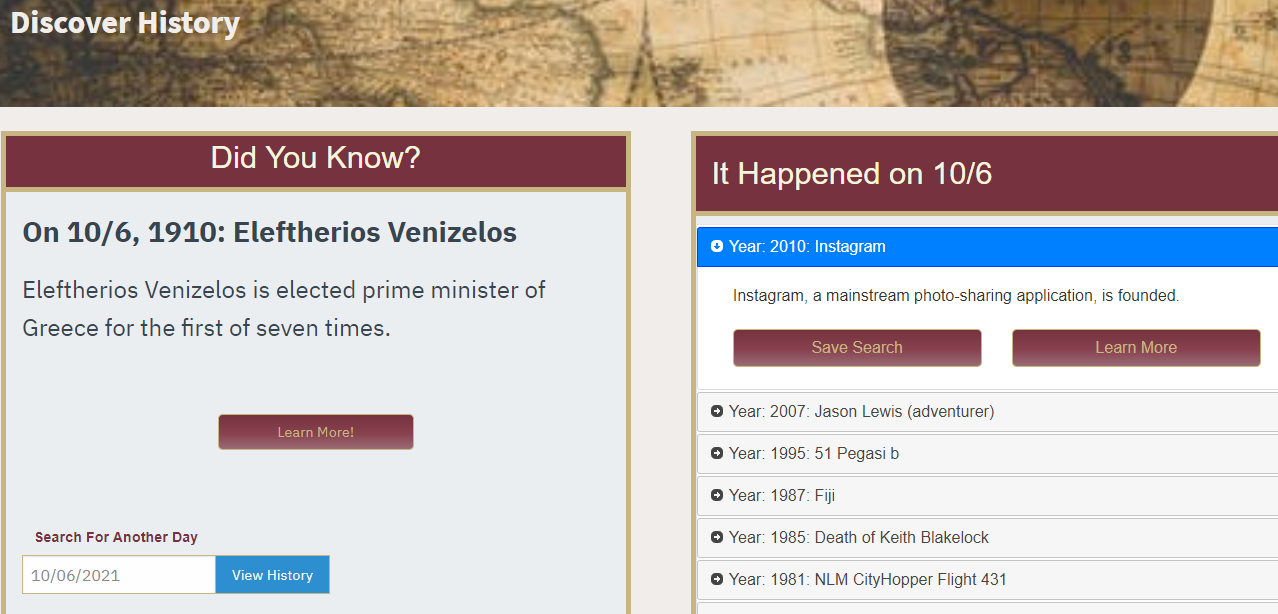 Discover History
Did You Know?
On 10/6, 1910: Eleftherios Venizelos
Eleftherios Venizelos is elected prime minister of
Greece for the first of seven times.
Learn More!
Search For Another Day
10/06/2021
View History
It Happened on 10/6
Year: 2010: Instagram
Instagram, a mainstream photo-sharing application, is founded.
Save Search
Learn More
Year: 2007: Jason Lewis (adventurer)
Year: 1995: 51 Pegasi b
Year: 1987: Fiji
Year: 1985: Death of Keith Blakelock
Year: 1981: NLM CityHopper Flight 431